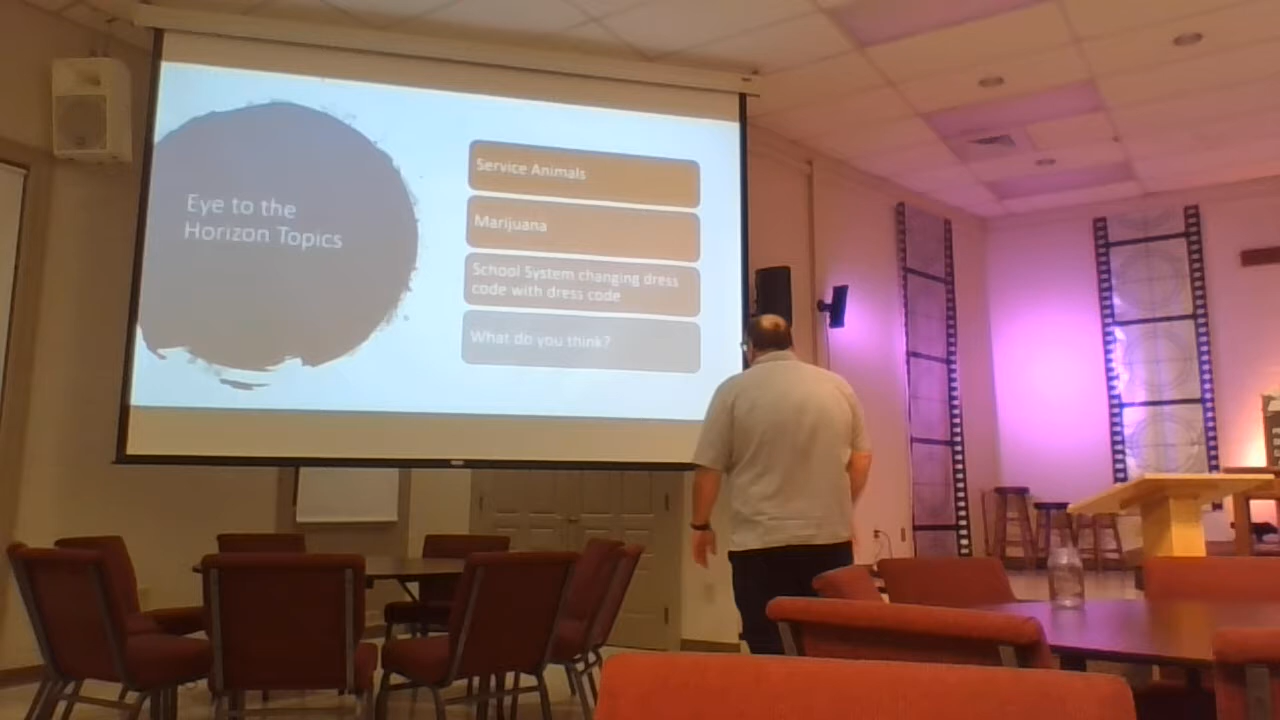 Eye to the
Horizon Topics
Service Animals
Marijuana
School System changing dress
code with dress code
What do you think?